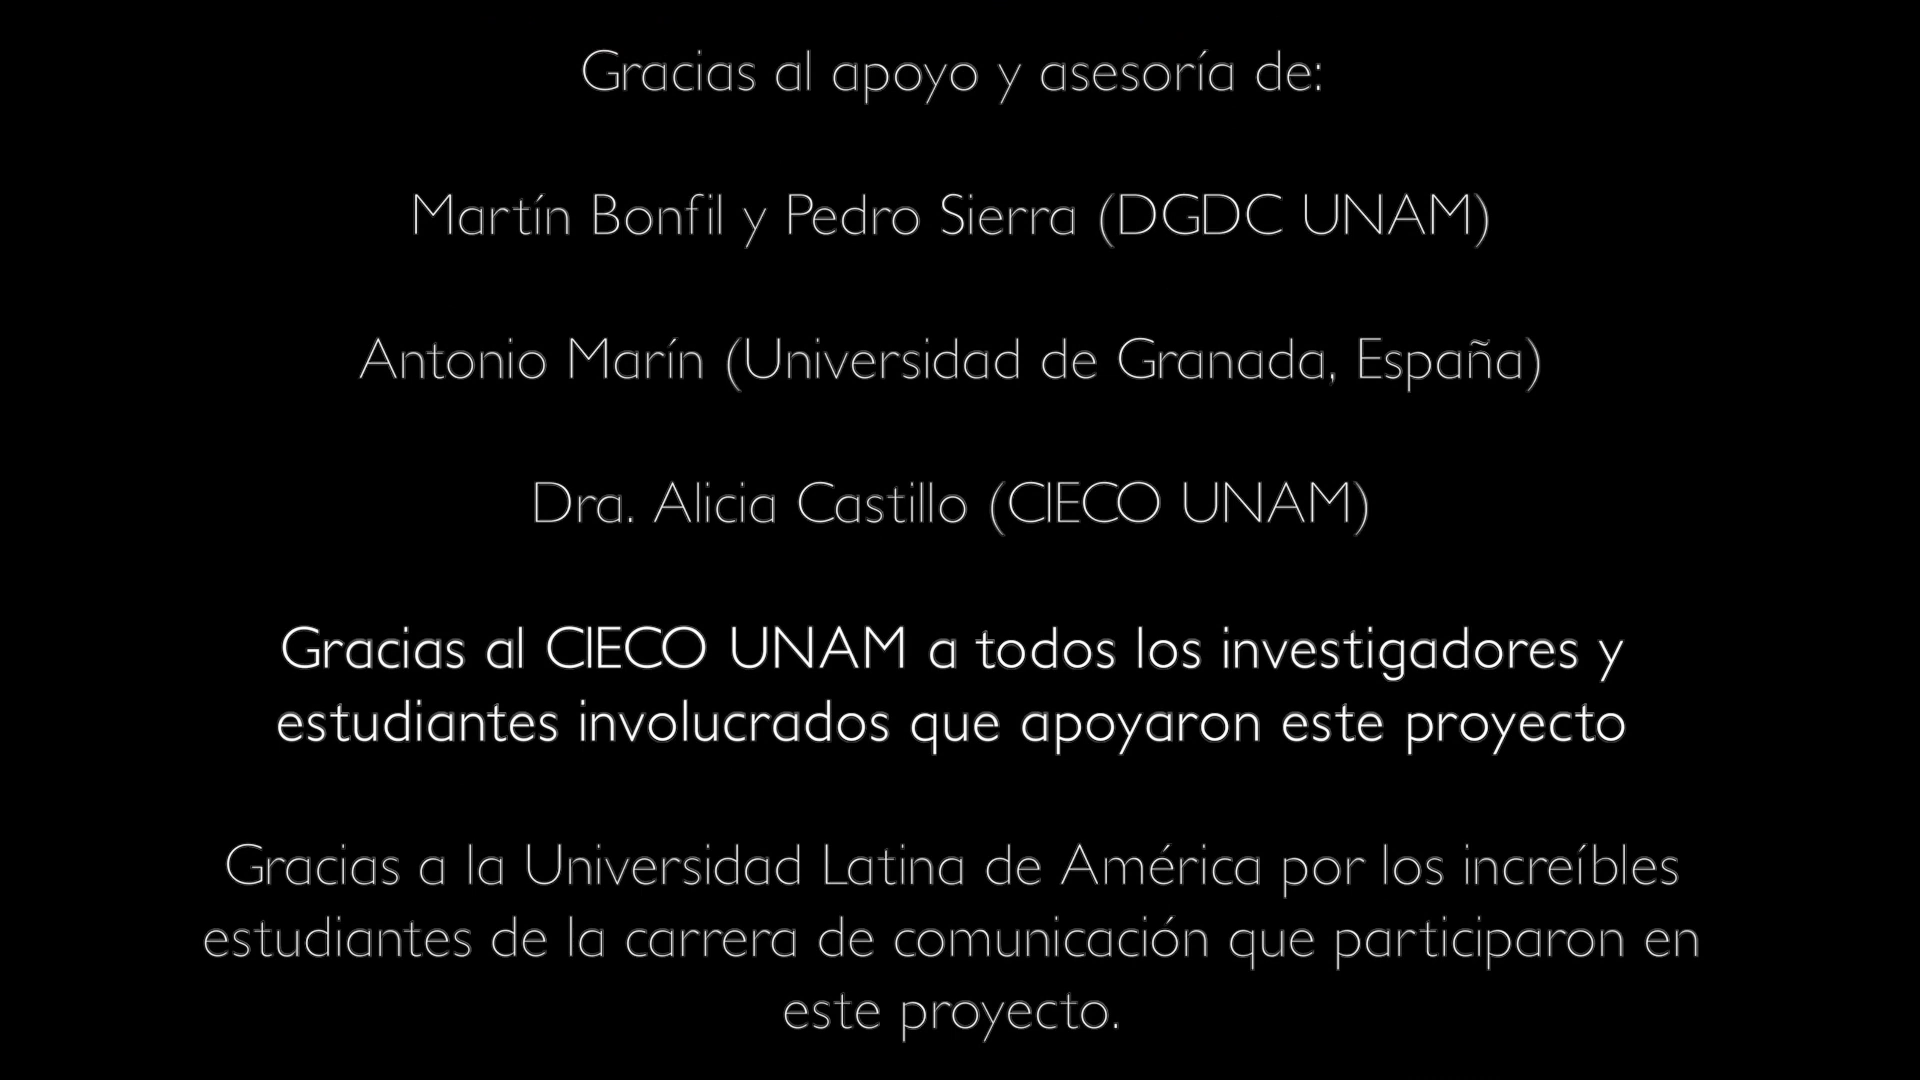 Gracias al apoyo y asesoría de:
Martín Bonfil y Pedro Sierra (DGDC UNAM)
Antonio Marín (Universidad de Granada, España)
Dra. Alicia Castillo (CIECO UNAM)
Gracias al CIECO UNAM a todos los investigadores y
estudiantes involucrados que apoyaron este proyecto
Gracias a la Universidad Latina de América por los increíbles
estudiantes de la carrera de comunicación que participaron en
este proyecto.